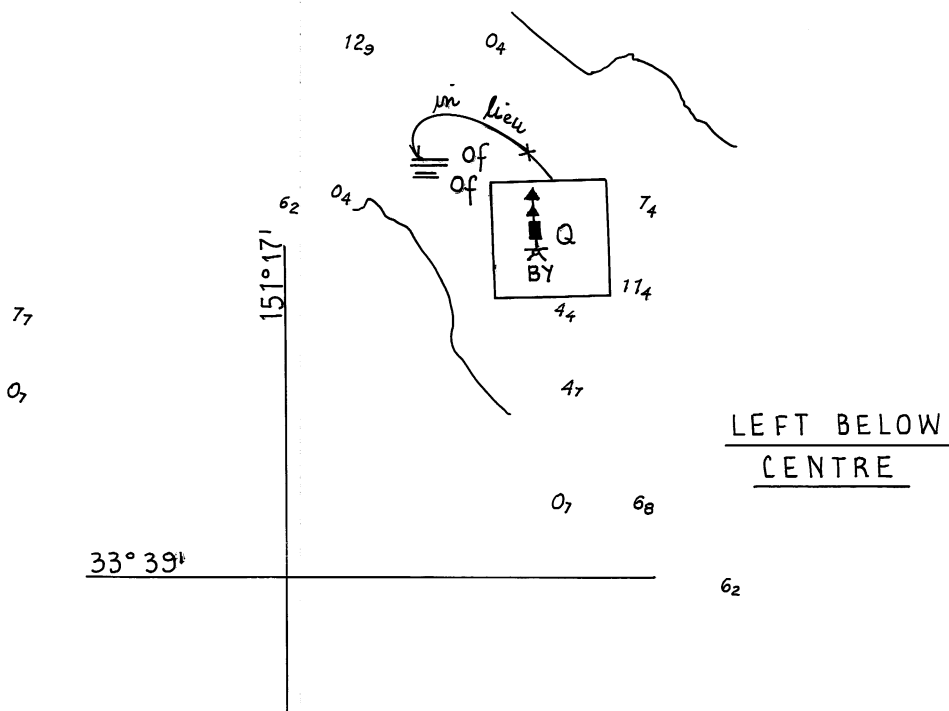 12₉ 0₄
in lieu
Of
Of
6₂ 0₄ 7₄
Q
BY
151°17'
11₄
4₄
7₇
0₇
4₇
LEFT BELOW
CENTRE
0₇ 6₈
33°39'
6₂